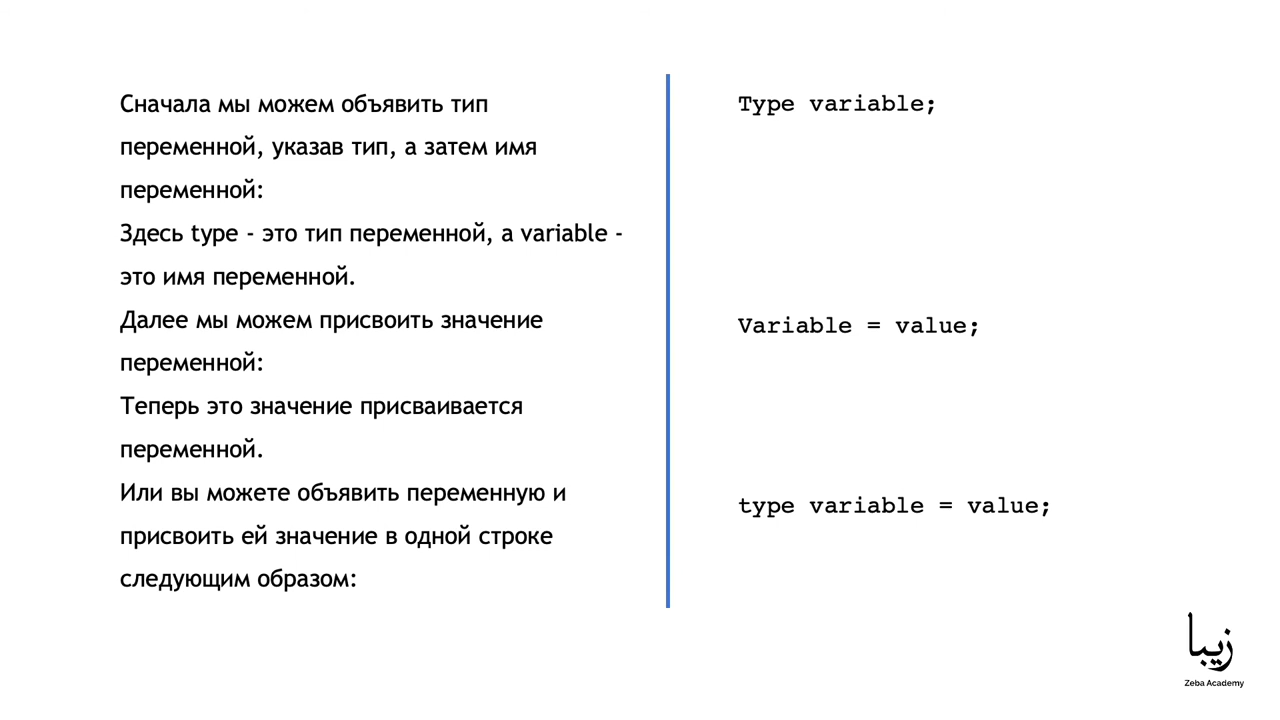 Сначала мы можем объявить тип
переменной, указав тип, а затем имя
переменной:
Здесь type - это тип переменной, а variable -
это имя переменной.
Далее мы можем присвоить значение
переменной:
Теперь это значение присваивается
переменной.
Или вы можете объявить переменную и
присвоить ей значение в одной строке
следующим образом:
Type variable;
Variable = value;
type variable = value;
زيبا
Zeba Academy